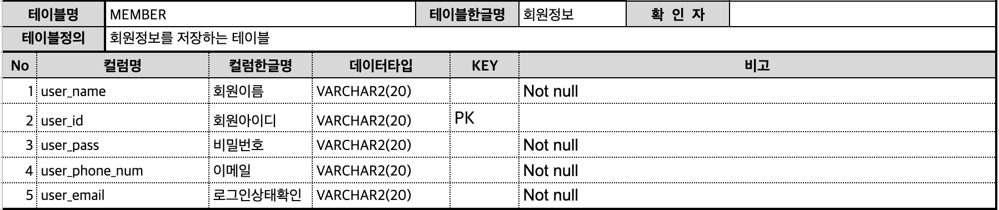 테이블명 MEMBER 테이블한글명 회원정보 확 인 자
테이블정의 회원정보를 저장하는 테이블
No 컬럼명 컬럼한글명 데이터타입 KEY 비고
1 user_name 회원이름 VARCHAR2(20) Not null
2 user_id 회원아이디 VARCHAR2(20) PK
3 user_pass 비밀번호 VARCHAR2(20) Not null
4 user_phone_num 이메일 VARCHAR2(20) Not null
5 user_email 로그인상태확인 VARCHAR2(20) Not null